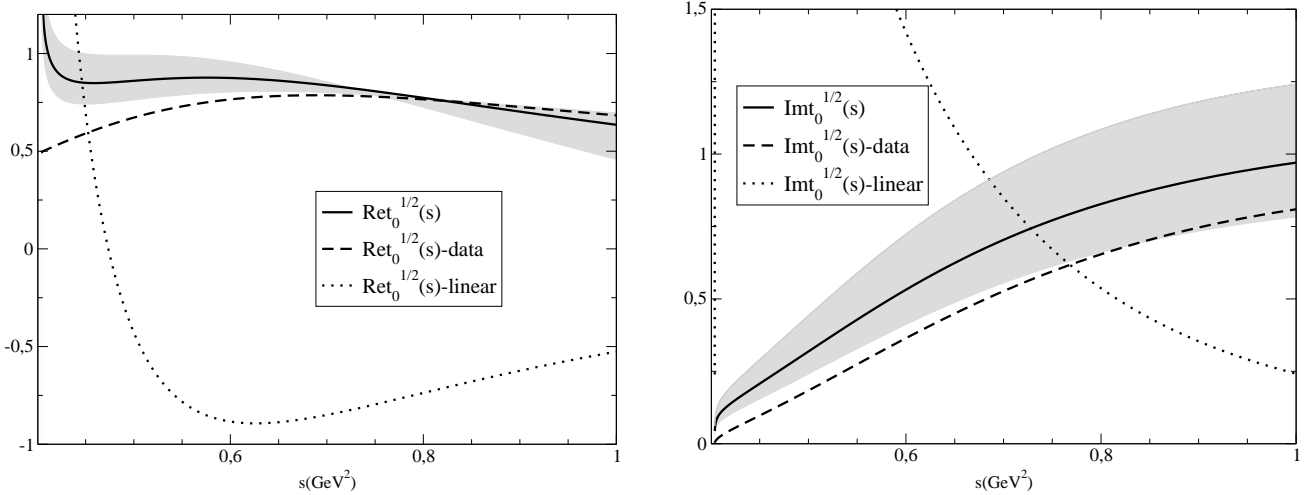 1
0,5
0
-0,5
-1
0,6
0,8
1
s(GeV²)
Ret₀^1/2(s)
Ret₀^1/2(s)-data
Ret₀^1/2(s)-linear
1,5
1
0,5
0
0,6
0,8
1
s(GeV²)
Imt₀^1/2(s)
Imt₀^1/2(s)-data
Imt₀^1/2(s)-linear